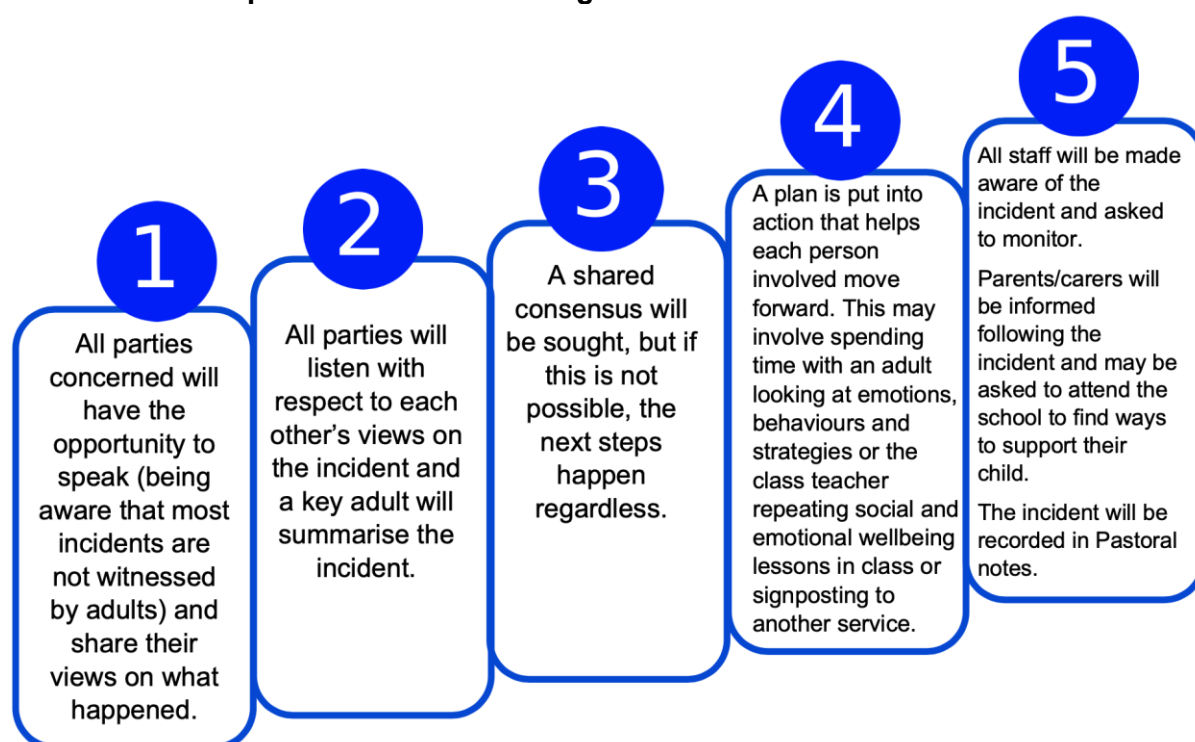 1
All parties
concerned will
have the
opportunity to
speak (being
aware that most
incidents are
not witnessed
by adults) and
share their
views on what
happened.
2
All parties will
listen with
respect to each
other's views on
the incident and
a key adult will
summarise the
incident.
3
A shared
consensus will
be sought, but if
this is not
possible, the
next steps
happen
regardless.
4
A plan is put into
action that helps
each person
involved move
forward. This may
involve spending
time with an adult
looking at emotions,
behaviours and
strategies or the
class teacher
repeating social and
emotional wellbeing
lessons in class or
signposting to
another service.
5
All staff will be made
aware of the
incident and asked
to monitor.
Parents/carers will
be informed
following the
incident and may be
asked to attend the
school to find ways
to support their
child.
The incident will be
recorded in Pastoral
notes.